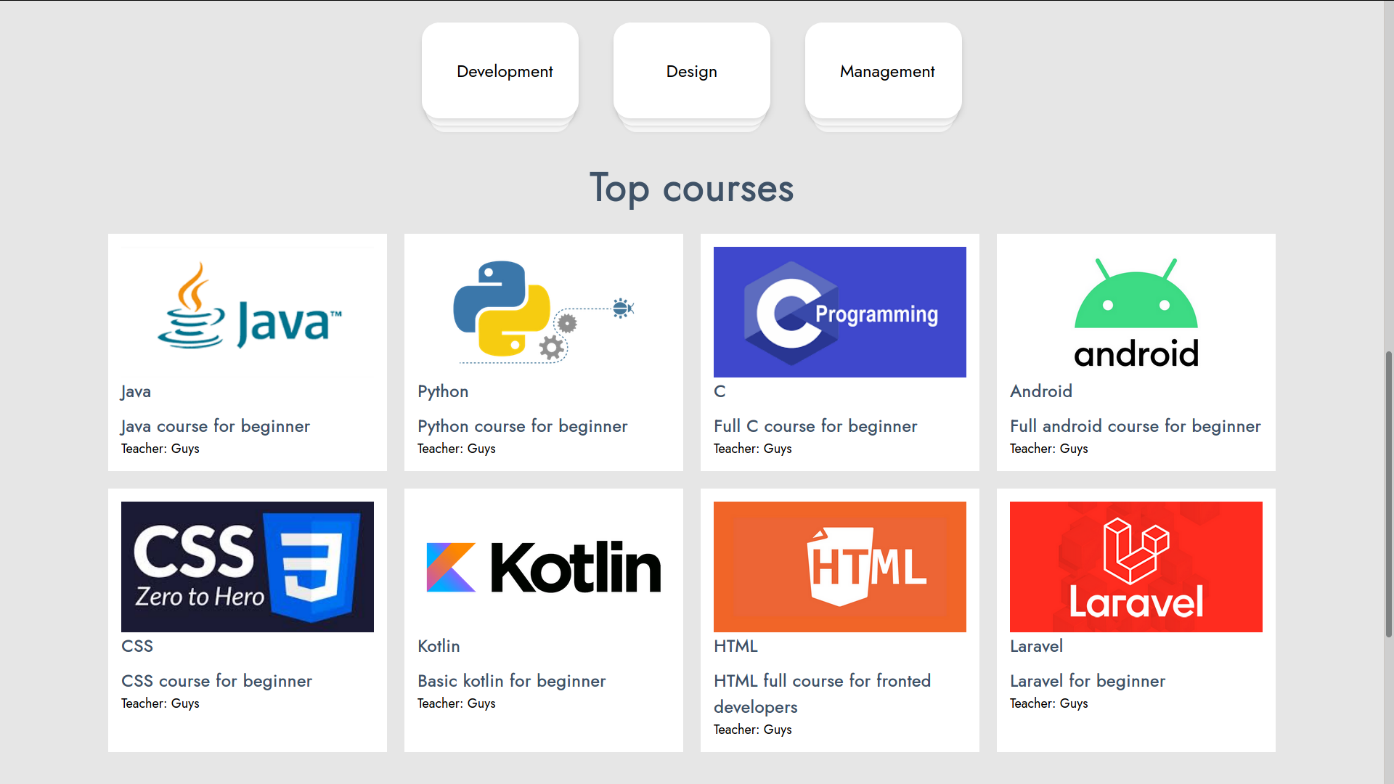 Development
Design
Management
Top courses
Java™
Java
Java course for beginner
Teacher: Guys
Python
Python course for beginner
Teacher: Guys
C Programming
C
Full C course for beginner
Teacher: Guys
android
Android
Full android course for beginner
Teacher: Guys
CSS
Zero to Hero
CSS
CSS course for beginner
Teacher: Guys
Kotlin
Kotlin
Basic kotlin for beginner
Teacher: Guys
HTML
HTML
HTML full course for fronted
developers
Teacher: Guys
Laravel
Laravel
Laravel for beginner
Teacher: Guys